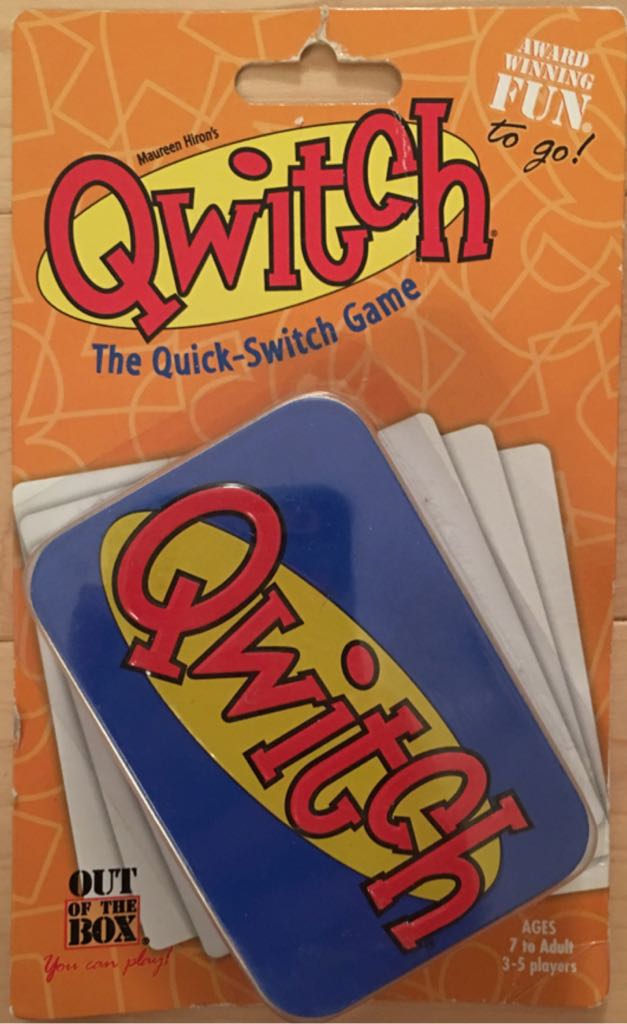 AWARD
WINNING
FUN.
to go!
Maureen Hiron's
Qwitch®
The Quick-Switch Game
Qwitch
OUT
OF THE
BOX®
You can play!
AGES
7 to Adult
3-5 players